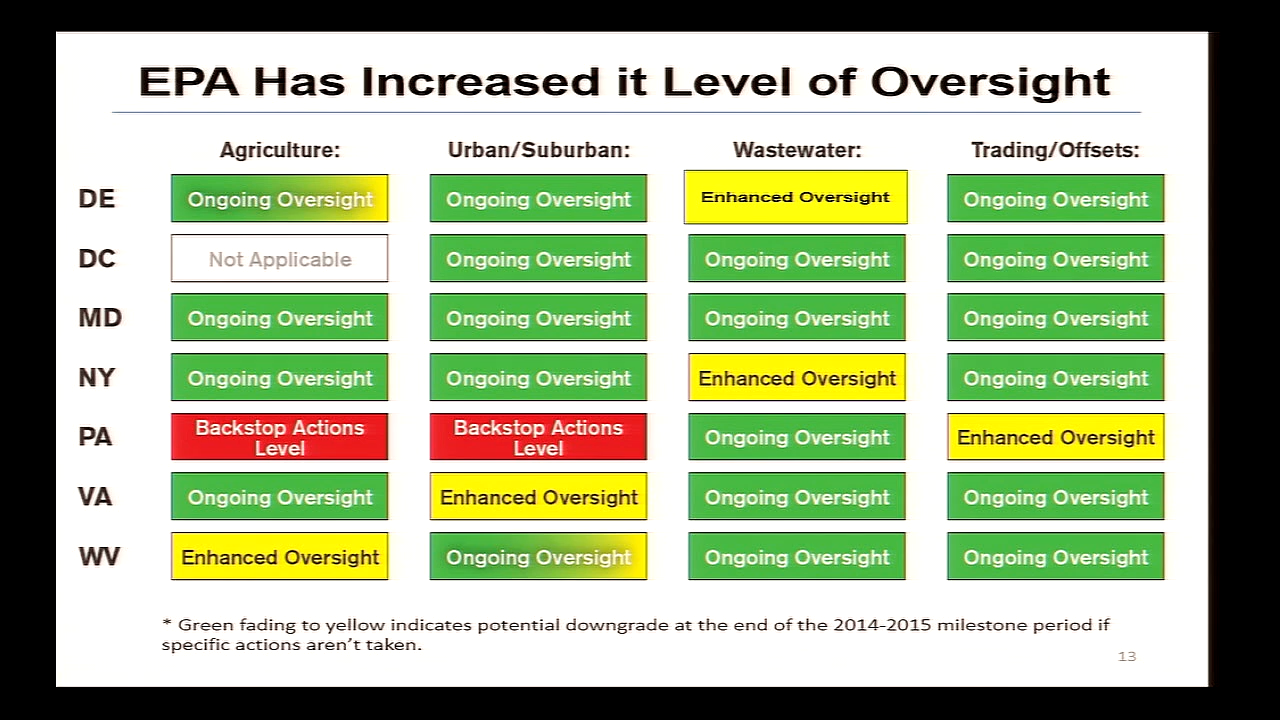 EPA Has Increased it Level of Oversight
Agriculture: Urban/Suburban: Wastewater: Trading/Offsets:
DE Ongoing Oversight Ongoing Oversight Enhanced Oversight Ongoing Oversight
DC Not Applicable Ongoing Oversight Ongoing Oversight Ongoing Oversight
MD Ongoing Oversight Ongoing Oversight Ongoing Oversight Ongoing Oversight
NY Ongoing Oversight Ongoing Oversight Enhanced Oversight Ongoing Oversight
PA Backstop Actions Level Backstop Actions Level Ongoing Oversight Enhanced Oversight
VA Ongoing Oversight Enhanced Oversight Ongoing Oversight Ongoing Oversight
WV Enhanced Oversight Ongoing Oversight Ongoing Oversight Ongoing Oversight
* Green fading to yellow indicates potential downgrade at the end of the 2014-2015 milestone period if
specific actions aren't taken.
13